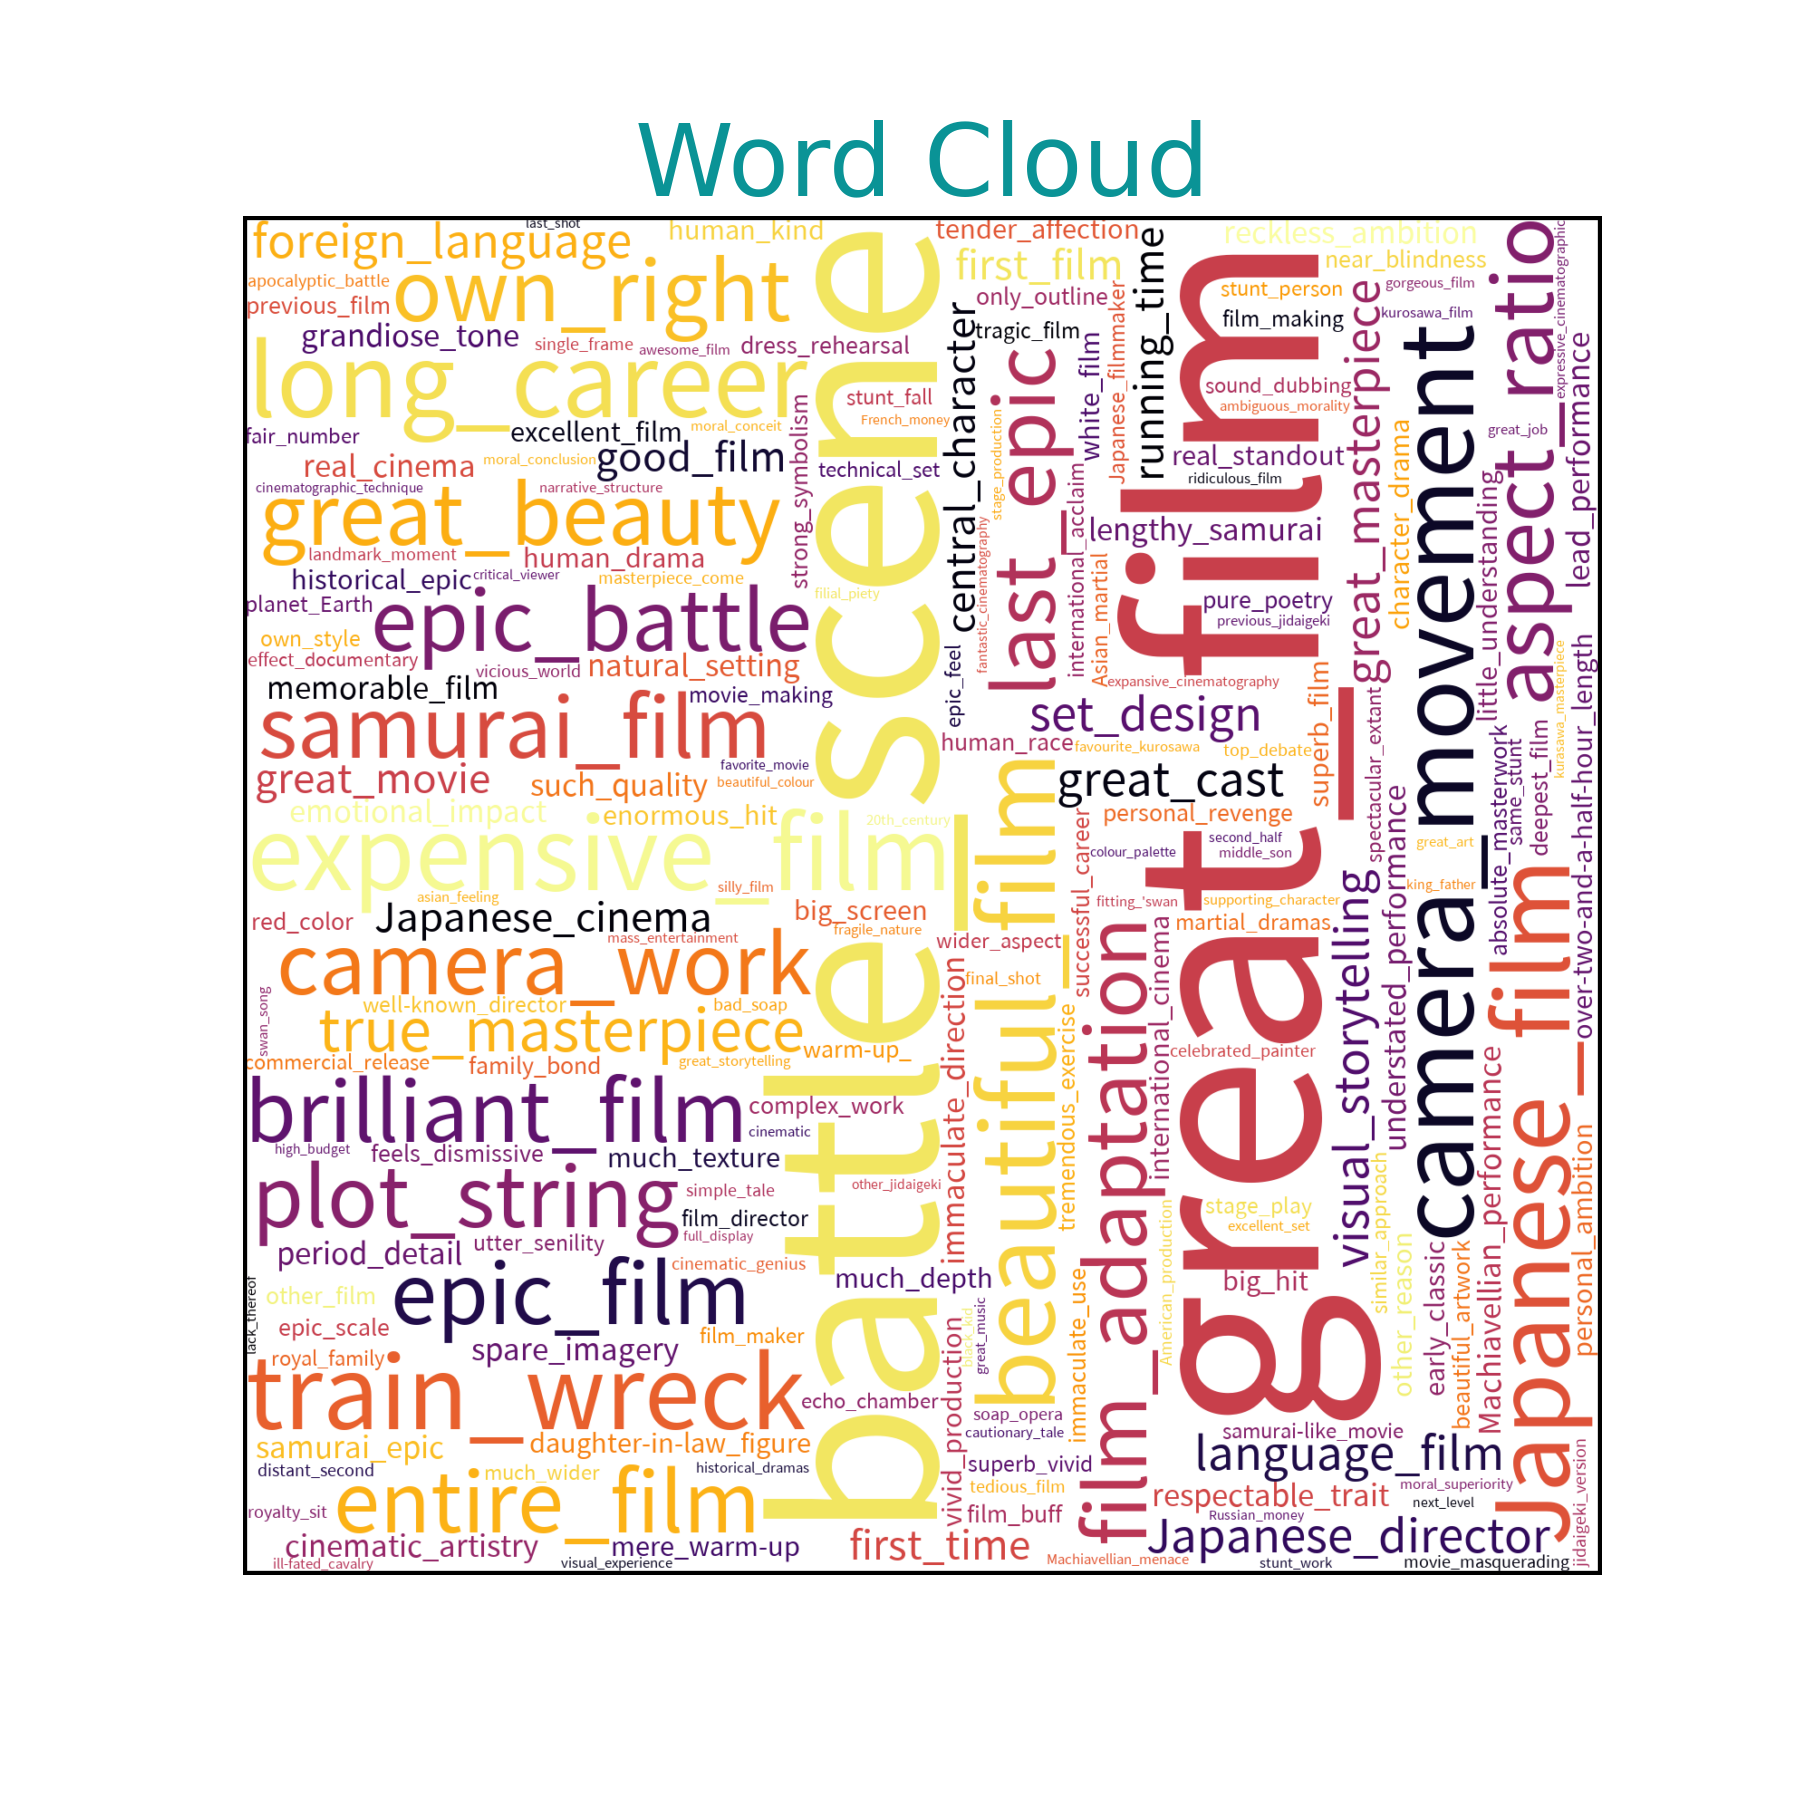 Word Cloud
last_shot
foreign_language
human_kind
tender_affection
reckless_ambition
apocalyptic_battle
own_right
first_film
near_blindness
previous_film
only_outline
stunt_person
gorgeous_film
grandiose_tone
single_frame
awesome_film
dress_rehearsal
tragic_film
film_making
kurosawa_film
long_career
stunt_fall
sound_dubbing
French_money
ambiguous_morality
fair_number
excellent_film
moral_conceit
great_job
real_cinema
moral_conclusion
good_film
technical_set
real_standout
ridiculous_film
cinematographic_technique
narrative_structure
great_beauty
strong_symbolism
landmark_moment
human_drama
lengthy_samurai
historical_epic
critical_viewer
masterpiece_come
filial_piety
planet_Earth
epic_battle
pure_poetry
previous_jidaigeki
own_style
effect_documentary
vicious_world
natural_setting
memorable_film
movie_making
expansive_cinematography
samurai_film
set_design
human_race
favourite_kurosawa
top_debate
great_movie
such_quality
favorite_movie
beautiful_colour
great_cast
emotional_impact
enormous_hit
20th_century
personal_revenge
expensive_film
second_half
colour_palette
middle_son
great_art
asian_feeling
silly_film
king_father
red_color
Japanese_cinema
big_screen
fragile_nature
fitting_'swan
supporting_character
mass_entertainment
wider_aspect
martial_dramas
camera_work
final_shot
well-known_director
bad_soap
swan_song
true_masterpiece
warm-up_
commercial_release
family_bond
great_storytelling
celebrated_painter
brilliant_film
complex_work
cinematic
high_budget
feels_dismissive
much_texture
plot_string
simple_tale
other_jidaigeki
film_director
full_display
stage_play
excellent_set
period_detail
utter_senility
cinematic_genius
much_depth
big_hit
lack_thereof
other_film
epic_film
epic_scale
spare_imagery
film_maker
royal_family
train_wreck
echo_chamber
soap_opera
cautionary_tale
samurai_epic
daughter-in-law_figure
samurai-like_movie
language_film
distant_second
much_wider
historical_dramas
superb_vivid
tedious_film
moral_superiority
royalty_sit
entire_film
film_buff
respectable_trait
next_level
Russian_money
cinematic_artistry
mere_warm-up
first_time
Japanese_director
ill-fated_cavalry
visual_experience
Machiavellian_menace
stunt_work
movie_masquerading
battle_scene
central_character
epic_feel
immaculate_direction
vivid_production
black_kid
great_music
beautiful_film
last_epic
stage_production
fantastic_cinematography
international_acclaim
white_film
Japanese_filmmaker
Asian_martial
running_time
successful_career
tremendous_exercise
immaculate_use
film_adaptation
international_cinema
American_production
great_film
superb_film
great_masterpiece
spectacular_extant
visual_storytelling
similar_approach
character_drama
understated_performance
other_reason
camera_movement
early_classic
beautiful_artwork
little_understanding
absolute_masterwork
same_stunt
Machiavellian_performance
aspect_ratio
deepest_film
Japanese_film
expressive_cinematographic
kurasawa_masterpiece
lead_performance
over-two-and-a-half-hour_length
personal_ambition
jidaigeki_version